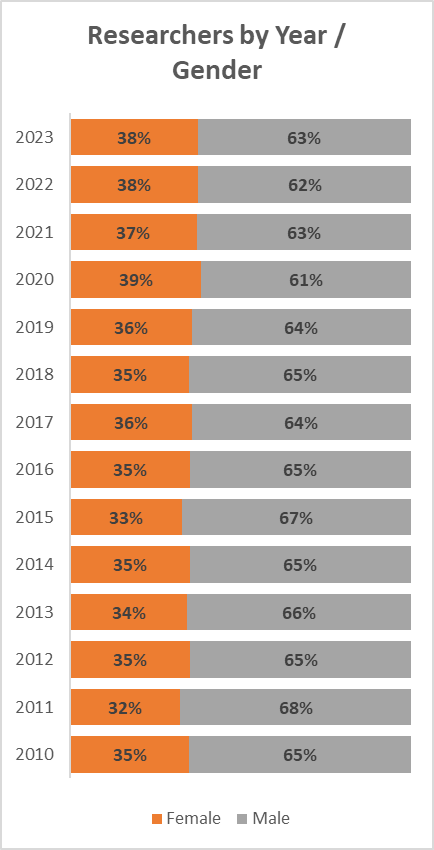 Researchers by Year /
Gender
2023 38% 63%
2022 38% 62%
2021 37% 63%
2020 39% 61%
2019 36% 64%
2018 35% 65%
2017 36% 64%
2016 35% 65%
2015 33% 67%
2014 35% 65%
2013 34% 66%
2012 35% 65%
2011 32% 68%
2010 35% 65%
Female Male